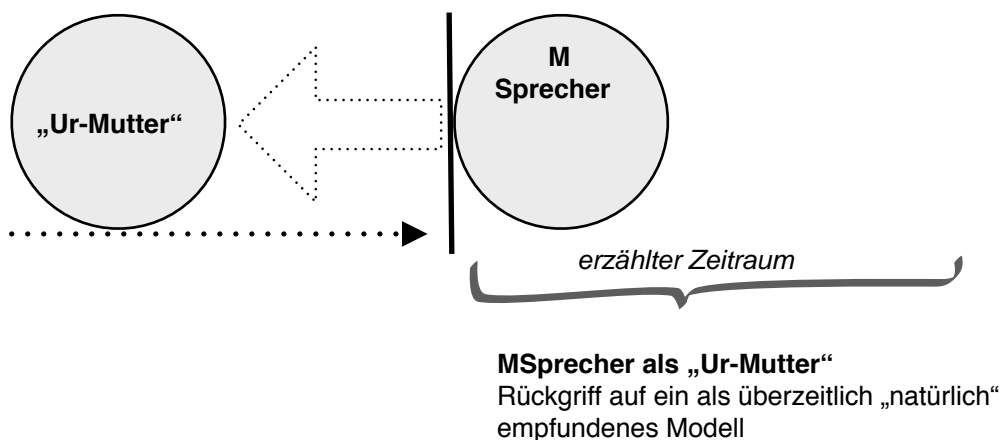 „Ur-Mutter“
M
Sprecher
erzählter Zeitraum
MSprecher als „Ur-Mutter“
Rückgriff auf ein als überzeitlich „natürlich“
empfundenes Modell